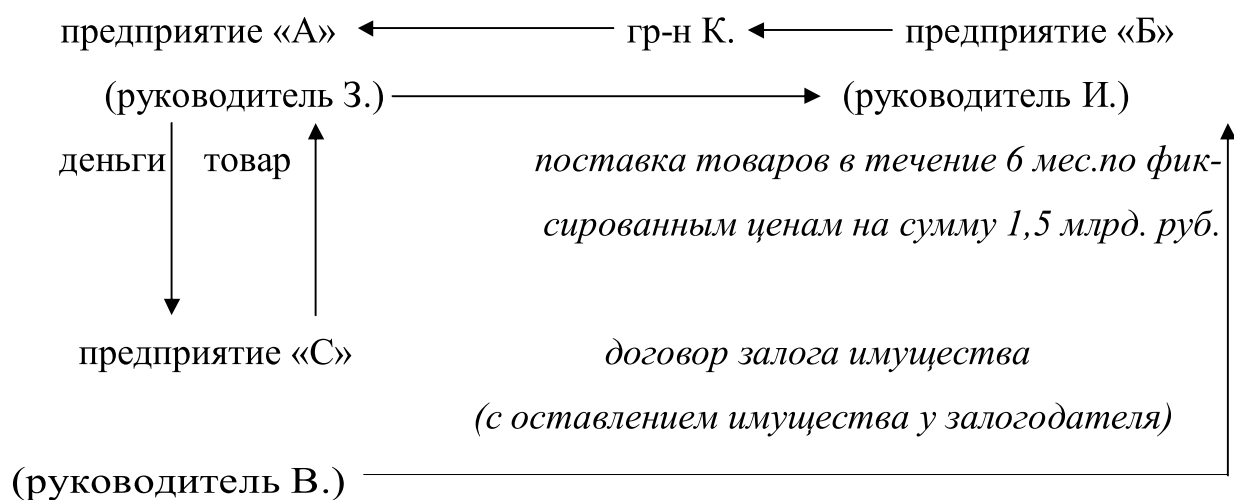 предприятие «А» гр-н К. предприятие «Б»
(руководитель З.) (руководитель И.)
деньги товар поставка товаров в течение 6 мес.по фик-
сированным ценам на сумму 1,5 млрд. руб.
предприятие «С» договор залога имущества
(с оставлением имущества у залогодателя)
(руководитель В.)